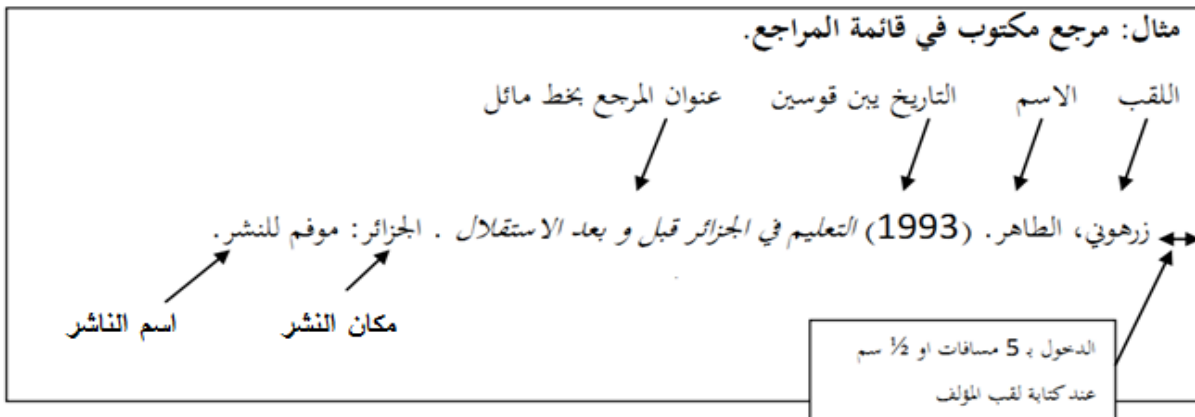 مثال: مرجع مكتوب في قائمة المراجع.
اللقب الاسم التاريخ يبن قوسين عنوان المرجع بخط مائل
زرهوني، الطاهر. (1993) التعليم في الجزائر قبل و بعد الاستقلال . الجزائر: موفم للنشر.
مكان النشر اسم الناشر
الدخول بـ 5 مسافات او ½ سم
عند كتابة لقب المؤلف